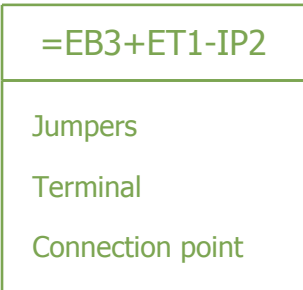 =EB3+ET1-IP2
Jumpers
Terminal
Connection point